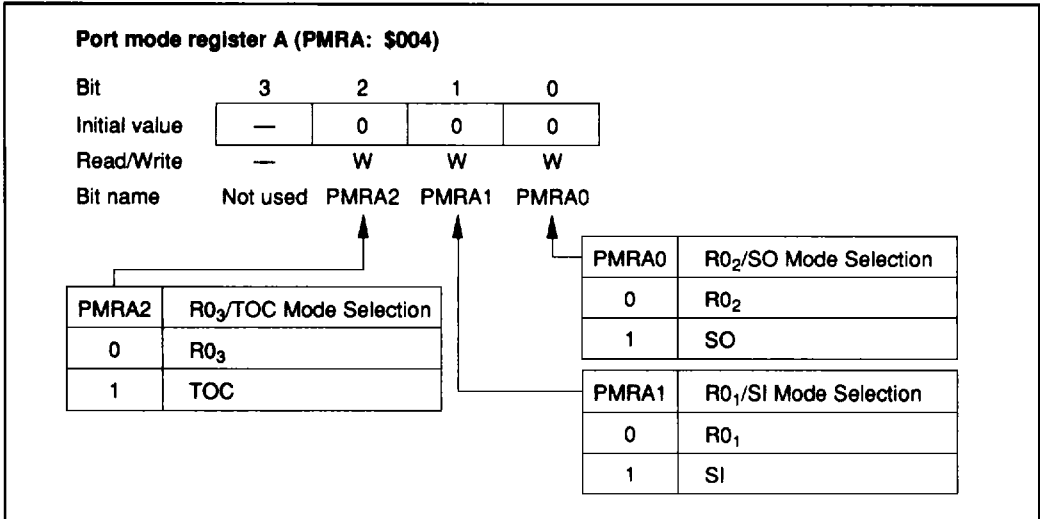 Port mode register A (PMRA: $004)
Bit 3 2 1 0
Initial value — 0 0 0
Read/Write — W W W
Bit name Not used PMRA2 PMRA1 PMRA0
PMRA0 R0₂/SO Mode Selection
0 R0₂
1 SO
PMRA2 R0₃/TOC Mode Selection
0 R0₃
1 TOC
PMRA1 R0₁/SI Mode Selection
0 R0₁
1 SI